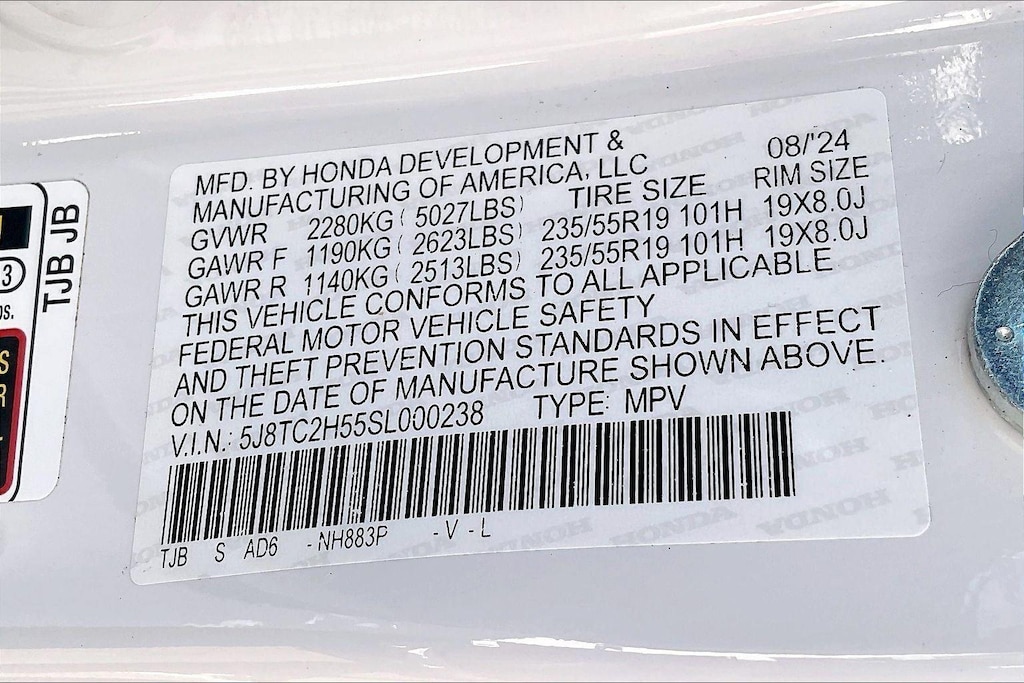 MFD. BY HONDA DEVELOPMENT &
MANUFACTURING OF AMERICA, LLC 08/'24
GVWR 2280KG ( 5027LBS) TIRE SIZE RIM SIZE
GAWR F 1190KG ( 2623LBS) 235/55R19 101H 19X8.0J
GAWR R 1140KG ( 2513LBS) 235/55R19 101H 19X8.0J
THIS VEHICLE CONFORMS TO ALL APPLICABLE
FEDERAL MOTOR VEHICLE SAFETY
AND THEFT PREVENTION STANDARDS IN EFFECT
ON THE DATE OF MANUFACTURE SHOWN ABOVE.
V.I.N.: 5J8TC2H55SL000238 TYPE: MPV
TJB S AD6 -NH883P -V-L
TJB JB
3